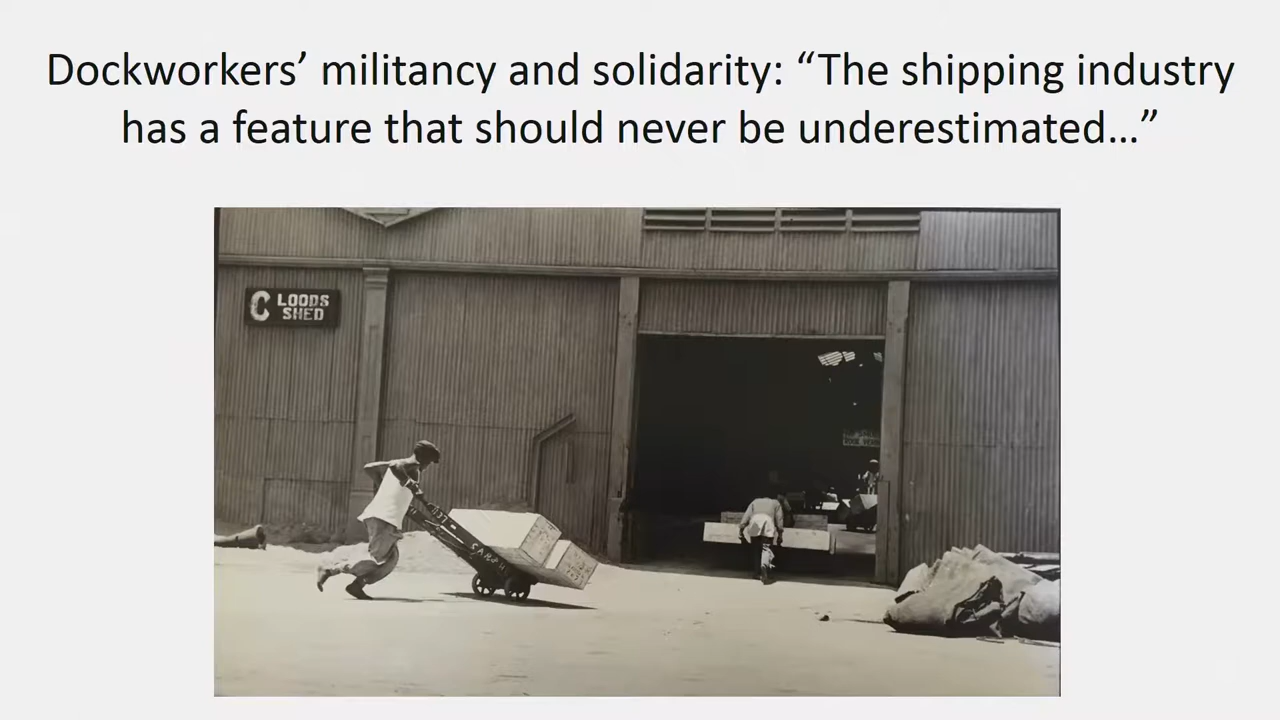 Dockworkers’ militancy and solidarity: “The shipping industry
has a feature that should never be underestimated…”
C LOODS
SHED